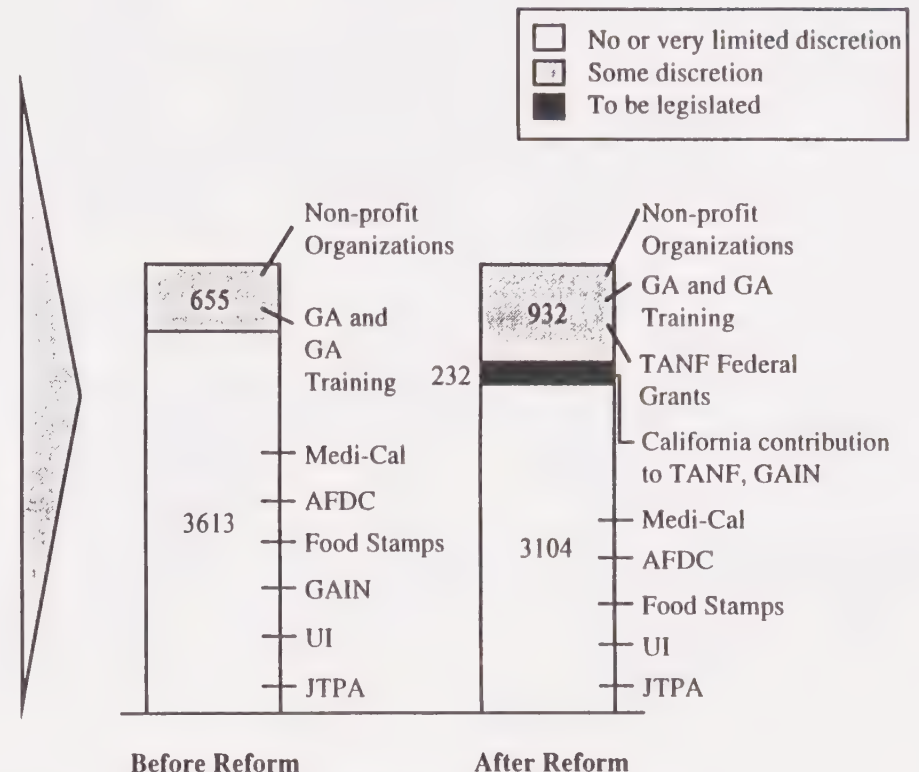 No or very limited discretion
Some discretion
To be legislated
Non-profit
Organizations
655
GA and
GA
Training
Medi-Cal
AFDC
3613
Food Stamps
GAIN
UI
JTPA
Before Reform
Non-profit
Organizations
GA and GA
Training
932
TANF Federal
Grants
232
California contribution
to TANF, GAIN
Medi-Cal
3104
AFDC
Food Stamps
UI
JTPA
After Reform